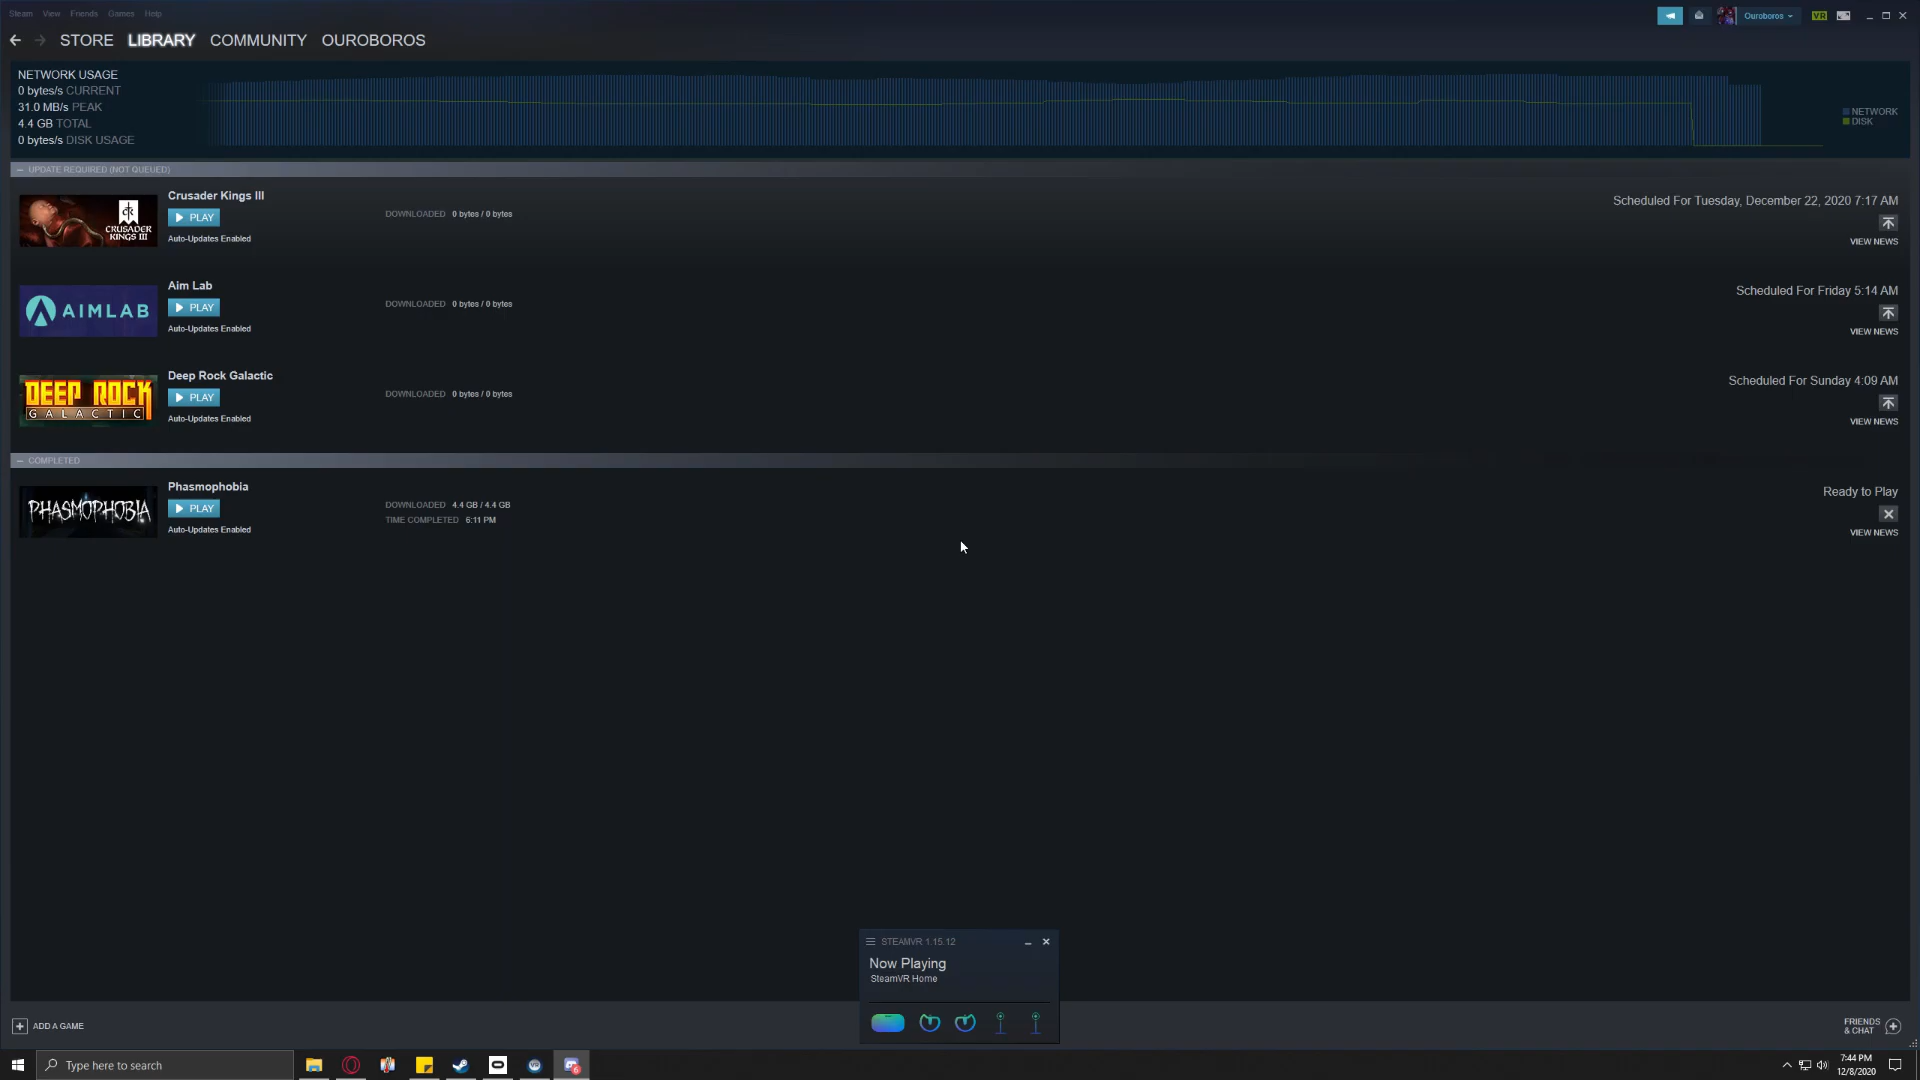 Steam View Friends Games Help
Ouroboros
VR
STORE LIBRARY COMMUNITY OUROBOROS
NETWORK USAGE
0 bytes/s CURRENT
31.0 MB/s PEAK
4.4 GB TOTAL
0 bytes/s DISK USAGE
NETWORK
DISK
UPDATE REQUIRED (NOT QUEUED)
CRUSADER KINGS III
Crusader Kings III
PLAY
Auto-Updates Enabled
DOWNLOADED 0 bytes / 0 bytes
Scheduled For Tuesday, December 22, 2020 7:17 AM
VIEW NEWS
AIMLAB
Aim Lab
PLAY
Auto-Updates Enabled
DOWNLOADED 0 bytes / 0 bytes
Scheduled For Friday 5:14 AM
VIEW NEWS
DEEP ROCK
GALACTIC
Deep Rock Galactic
PLAY
Auto-Updates Enabled
DOWNLOADED 0 bytes / 0 bytes
Scheduled For Sunday 4:09 AM
VIEW NEWS
COMPLETED
PHASMOPHOBIA
Phasmophobia
PLAY
Auto-Updates Enabled
DOWNLOADED 4.4 GB / 4.4 GB
TIME COMPLETED 6:11 PM
Ready to Play
VIEW NEWS
STEAMVR 1.15.12
Now Playing
SteamVR Home
ADD A GAME
FRIENDS
& CHAT
Type here to search
7:44 PM
12/8/2020